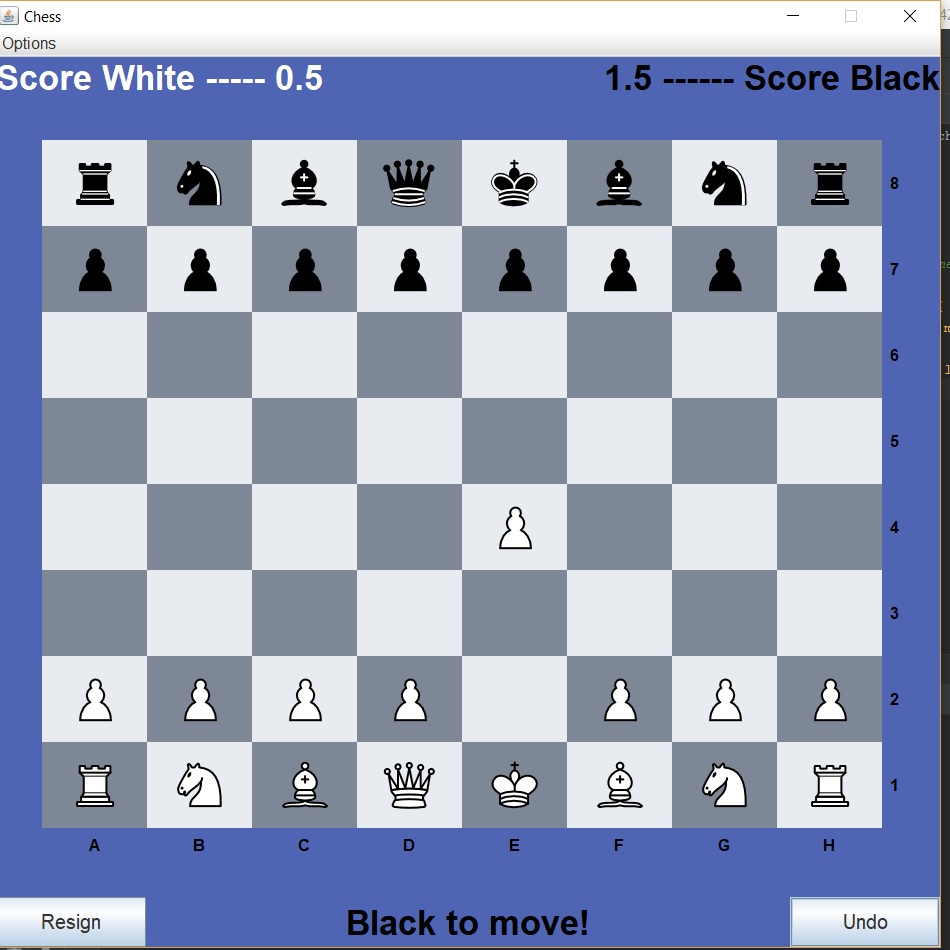 Chess
Options
Score White ----- 0.5
1.5 ------ Score Black
8
7
6
5
4
3
2
1
A B C D E F G H
Resign
Black to move!
Undo